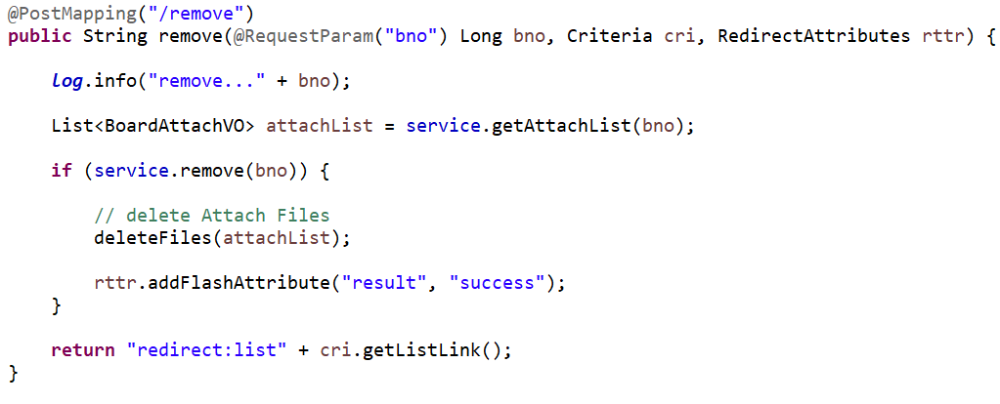 @PostMapping("/remove")
public String remove(@RequestParam("bno") Long bno, Criteria cri, RedirectAttributes rttr) {
log.info("remove..." + bno);
List<BoardAttachVO> attachList = service.getAttachList(bno);
if (service.remove(bno)) {
// delete Attach Files
deleteFiles(attachList);
rttr.addFlashAttribute("result", "success");
}
return "redirect:list" + cri.getListLink();
}